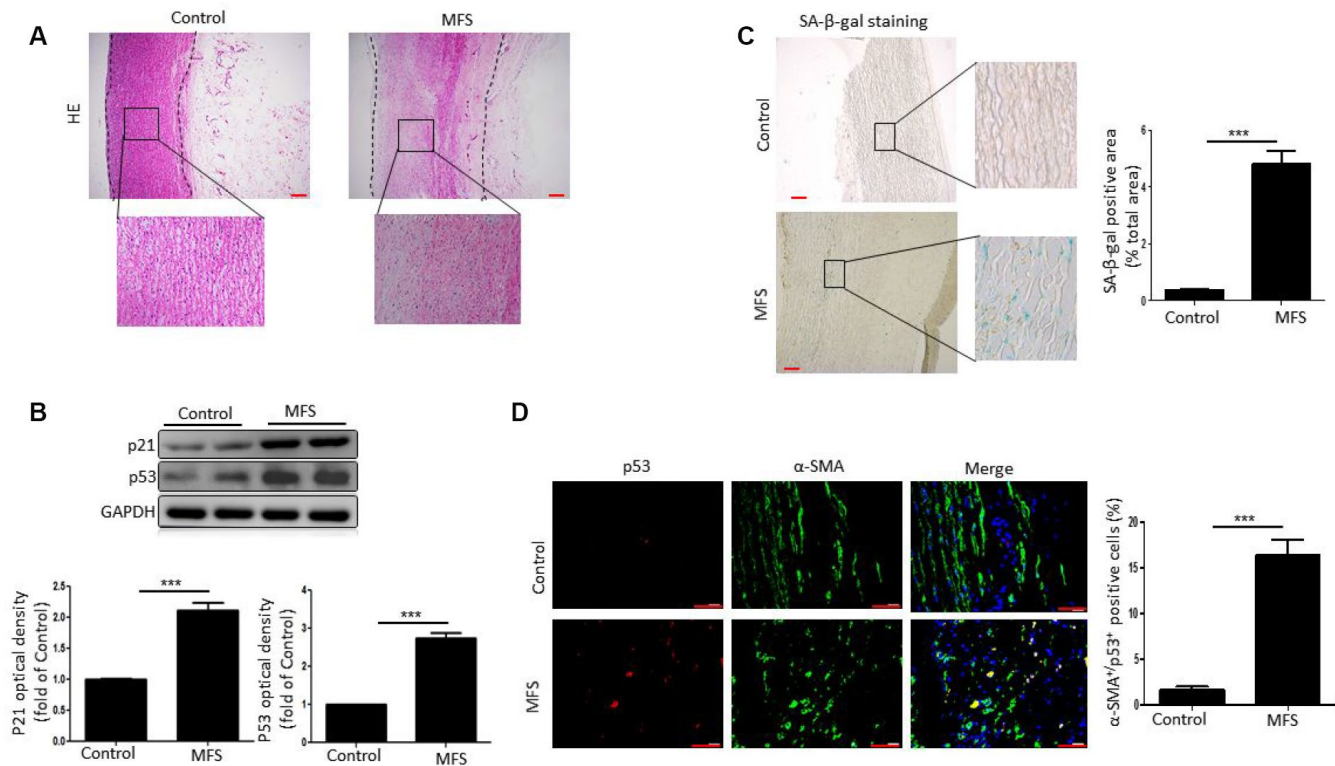 A
Control
MFS
HE
B
Control
MFS
p21
p53
GAPDH
P21 optical density
(fold of Control)
2.5
2.0
1.5
1.0
0.5
0.0
***
Control
MFS
P53 optical density
(fold of Control)
4
3
2
1
0
***
Control
MFS
C
SA-β-gal staining
Control
MFS
SA-β-gal positive area
(% total area)
6
4
2
0
***
Control
MFS
D
p53
α-SMA
Merge
Control
MFS
α-SMA⁺/p53⁺ positive cells (%)
20
15
10
5
0
***
Control
MFS